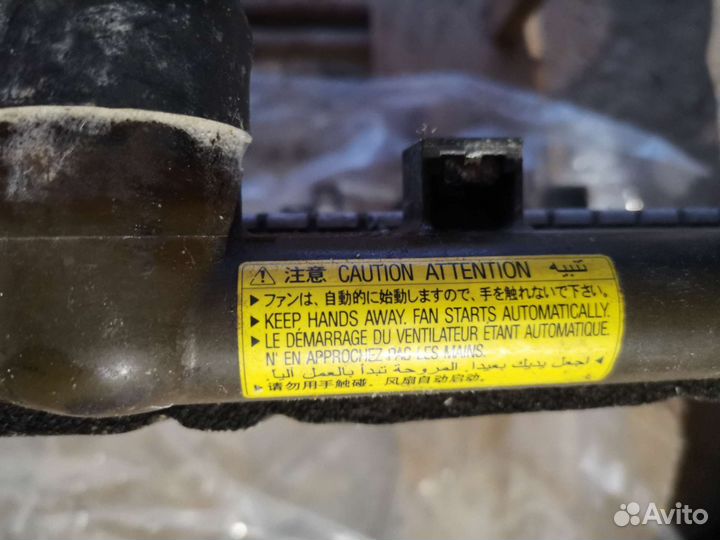 注意 CAUTION ATTENTION تنبيه
ファンは、自動的に始動しますので、手を触れないで下さい。
KEEP HANDS AWAY. FAN STARTS AUTOMATICALLY.
LE DÉMARRAGE DU VENTILATEUR ÉTANT AUTOMATIQUE.
N' EN APPROCHEZ PAS LES MAINS.
اجعل يديك بعيدا. المروحة تبدأ بالعمل آليا
请勿用手触碰。风扇自动启动。
Avito